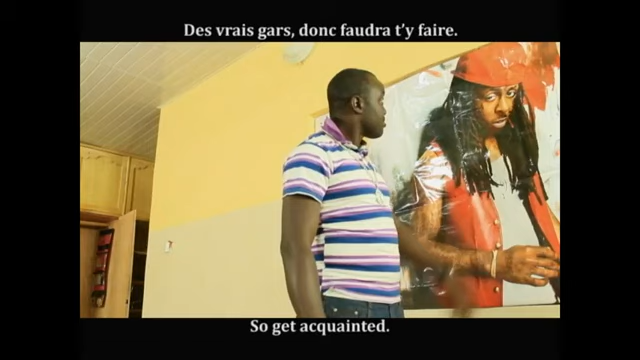 Des vrais gars, donc faudra t'y faire.
So get acquainted.